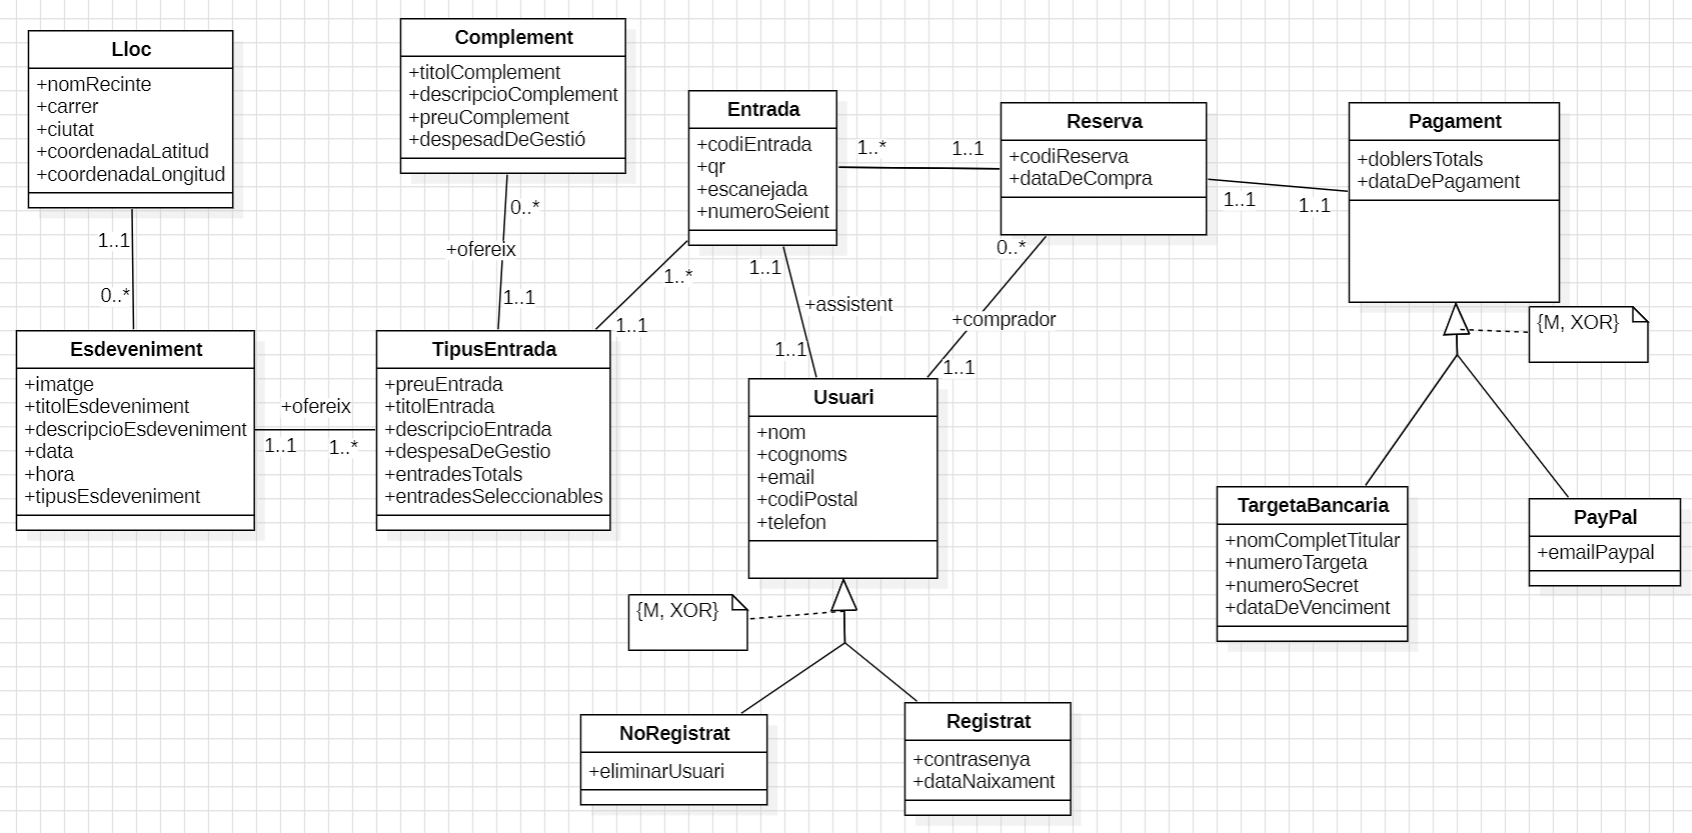 Lloc
+nomRecinte
+carrer
+ciutat
+coordenadaLatitud
+coordenadaLongitud
Complement
+titolComplement
+descripcioComplement
+preuComplement
+despesadDeGestió
Entrada
+codiEntrada
+qr
+escanejada
+numeroSeient
1..*
1..1
Reserva
+codiReserva
+dataDeCompra
1..1
1..1
Pagament
+doblersTotals
+dataDePagament
1..1
0..*
0..*
+ofereix
1..1
1..*
1..1
1..1
+assistent
1..1
0..*
+comprador
1..1
{M, XOR}
Esdeveniment
+imatge
+titolEsdeveniment
+descripcioEsdeveniment
+data
+hora
+tipusEsdeveniment
+ofereix
1..1
1..*
TipusEntrada
+preuEntrada
+titolEntrada
+descripcioEntrada
+despesaDeGestio
+entradesTotals
+entradesSeleccionables
Usuari
+nom
+cognoms
+email
+codiPostal
+telefon
TargetaBancaria
+nomCompletTitular
+numeroTargeta
+numeroSecret
+dataDeVenciment
PayPal
+emailPaypal
{M, XOR}
NoRegistrat
+eliminarUsuari
Registrat
+contrasenya
+dataNaixament